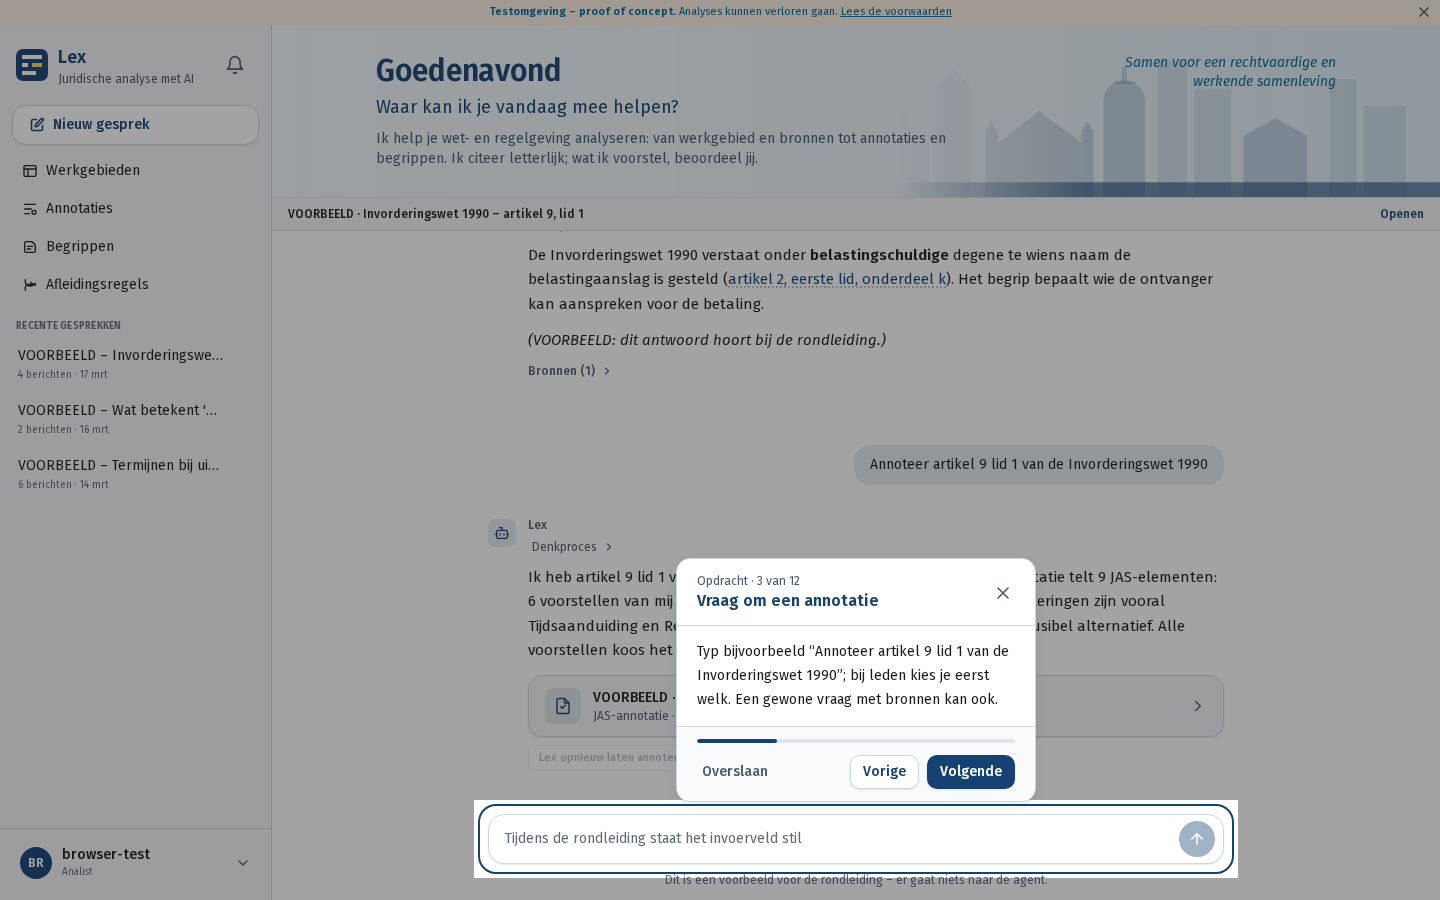 Testomgeving – proof of concept. Analyses kunnen verloren gaan. Lees de voorwaarden
Lex
Juridische analyse met AI
Nieuw gesprek
Werkgebieden
Annotaties
Begrippen
Afleidingsregels
RECENTE GESPREKKEN
VOORBEELD – Invorderingswe…
4 berichten · 17 mrt
VOORBEELD – Wat betekent '…
2 berichten · 16 mrt
VOORBEELD – Termijnen bij ui…
6 berichten · 14 mrt
BR
browser-test
Analist
Goedenavond
Waar kan ik je vandaag mee helpen?
Ik help je wet- en regelgeving analyseren: van werkgebied en bronnen tot annotaties en
begrippen. Ik citeer letterlijk; wat ik voorstel, beoordeel jij.
Samen voor een rechtvaardige en
werkende samenleving
VOORBEELD · Invorderingswet 1990 – artikel 9, lid 1
Openen
De Invorderingswet 1990 verstaat onder belastingschuldige degene te wiens naam de
belastingaanslag is gesteld (artikel 2, eerste lid, onderdeel k). Het begrip bepaalt wie de ontvanger
kan aanspreken voor de betaling.
(VOORBEELD: dit antwoord hoort bij de rondleiding.)
Bronnen (1)
Annoteer artikel 9 lid 1 van de Invorderingswet 1990
Lex
Denkproces
Ik heb artikel 9 lid 1 v
tatie telt 9 JAS-elementen:
6 voorstellen van mij
eringen zijn vooral
Tijdsaanduiding en Re
usibel alternatief. Alle
voorstellen koos het
VOORBEELD ·
JAS-annotatie ·
Lex opnieuw laten annoter
Opdracht · 3 van 12
Vraag om een annotatie
Typ bijvoorbeeld “Annoteer artikel 9 lid 1 van de
Invorderingswet 1990”; bij leden kies je eerst
welk. Een gewone vraag met bronnen kan ook.
Overslaan
Vorige
Volgende
Tijdens de rondleiding staat het invoerveld stil
Dit is een voorbeeld voor de rondleiding – er gaat niets naar de agent.